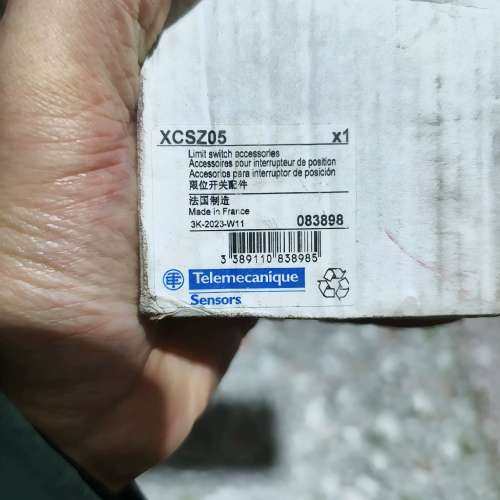 XCSZ05 x1
Limit switch accessories
Accessoires pour interrupteur de position
Accesorios para interruptor de posición
限位开关配件
法国制造
Made in France
3K-2023-W11 083898
3 389110 838985
Telemecanique
Sensors